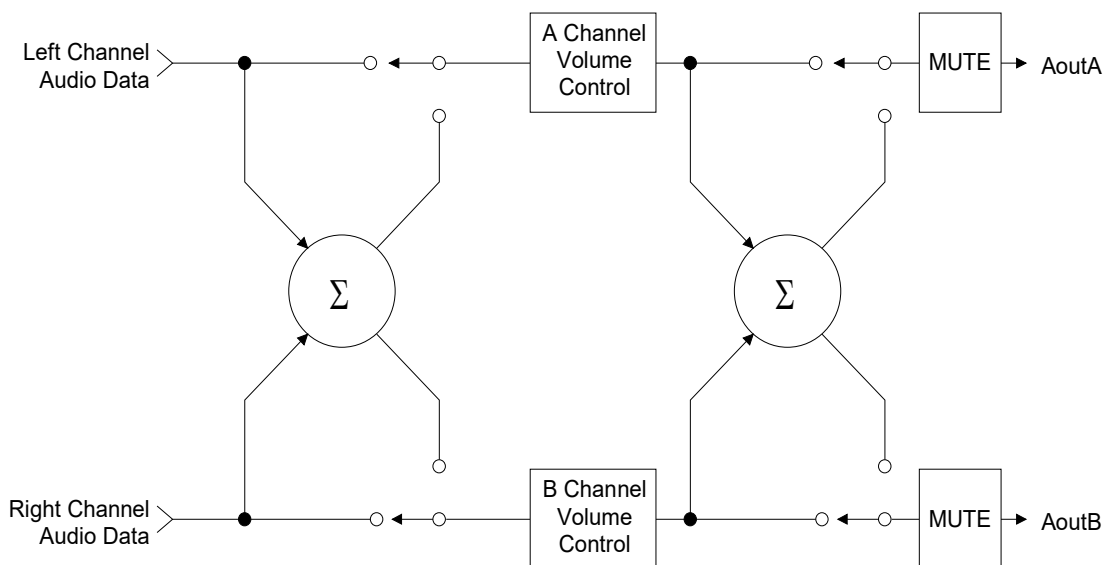 Left Channel
Audio Data
A Channel
Volume
Control
MUTE
AoutA
Σ
Σ
Right Channel
Audio Data
B Channel
Volume
Control
MUTE
AoutB